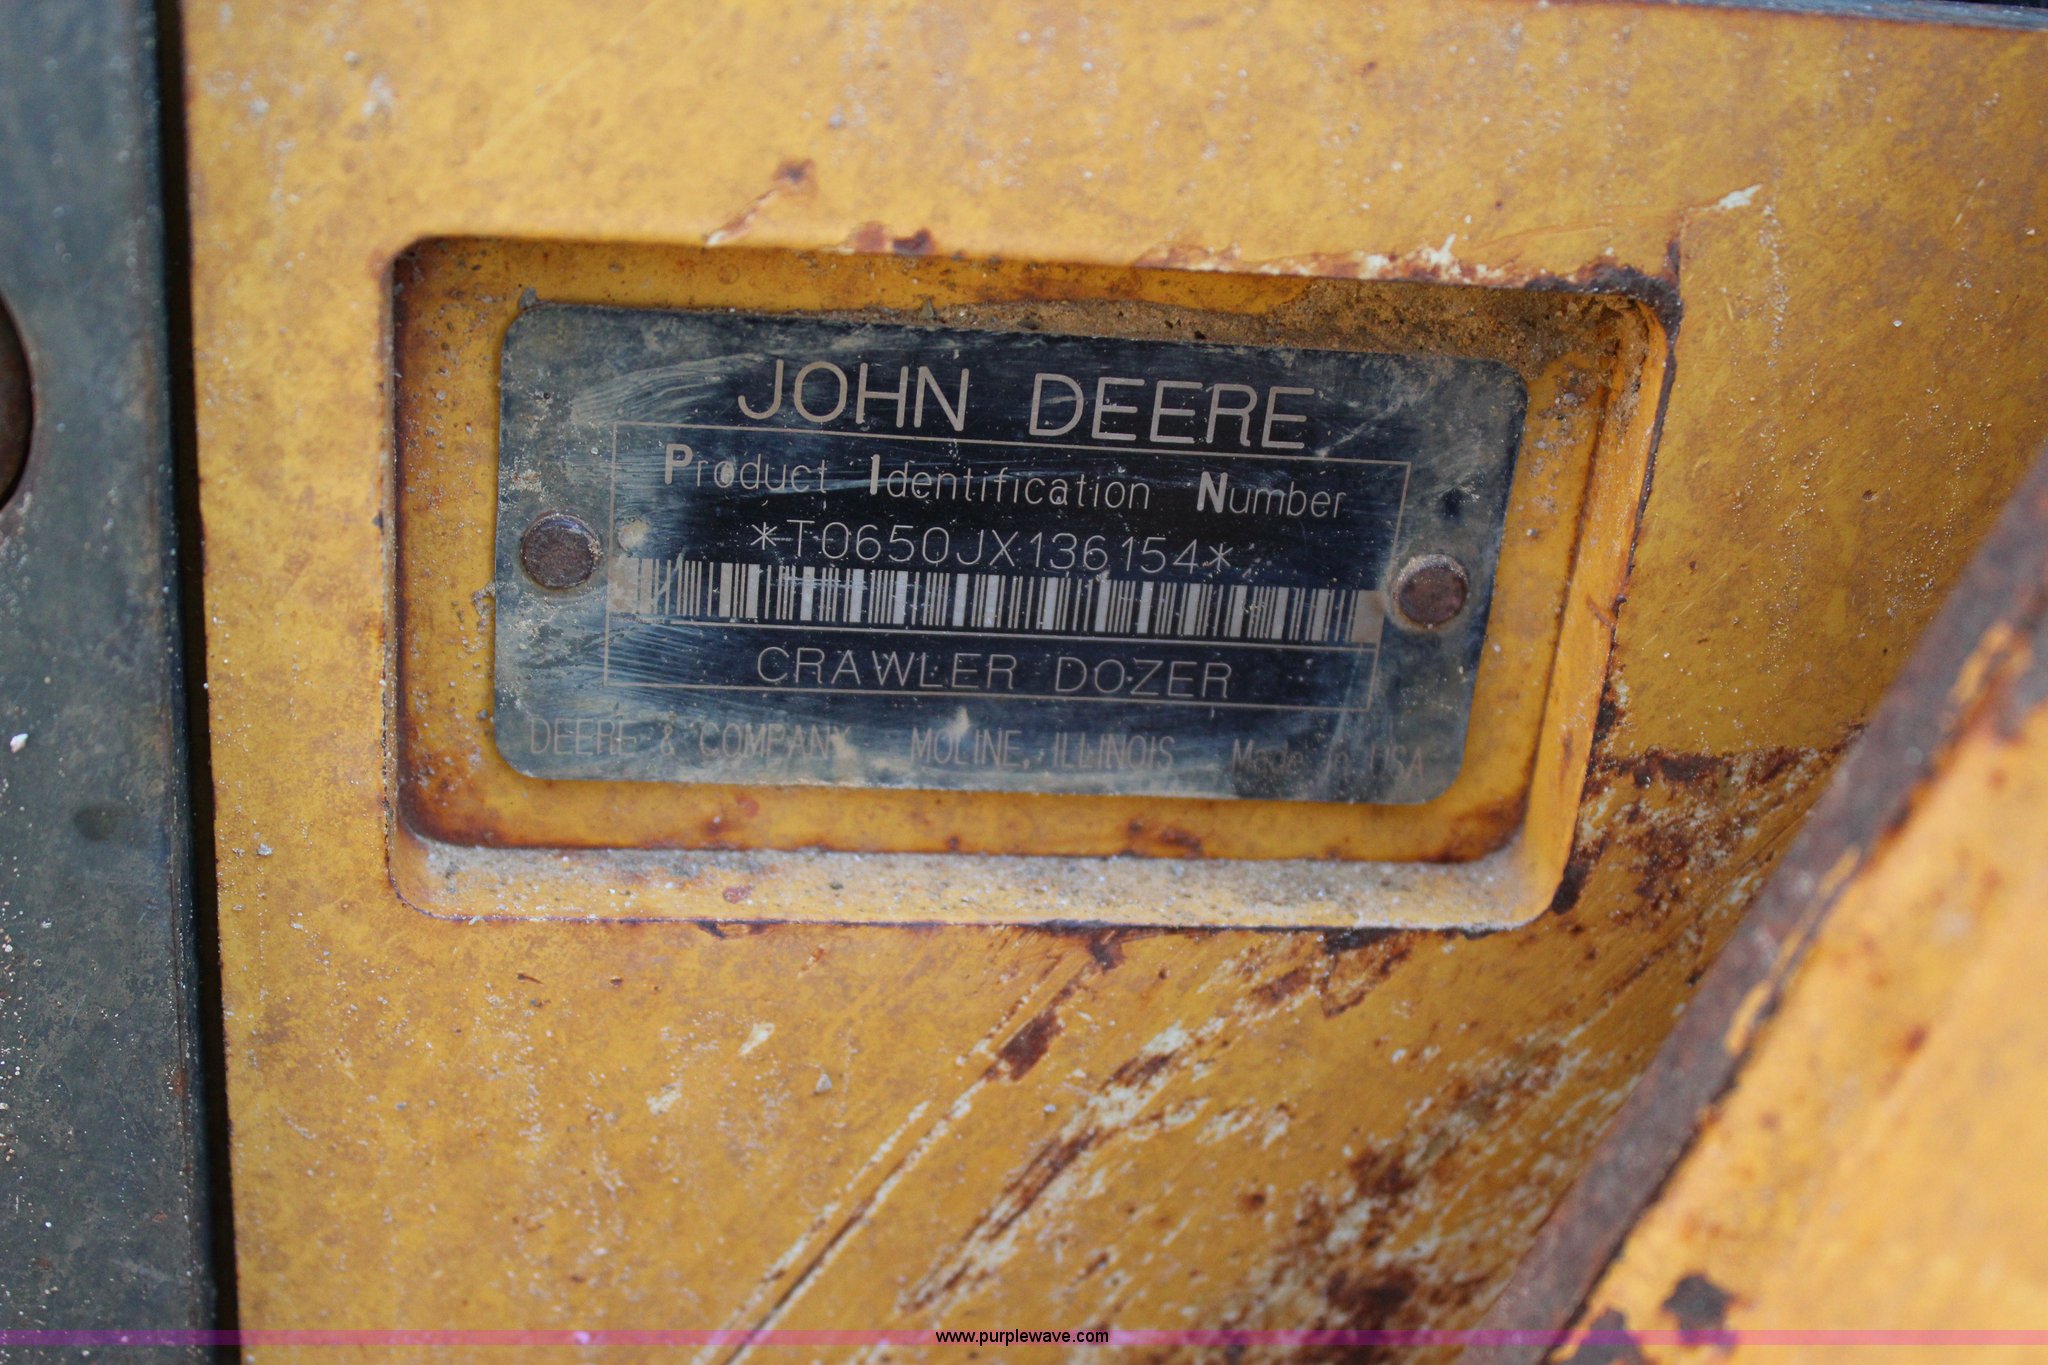 JOHN DEERE
Product Identification Number
*T0650JX136154*
CRAWLER DOZER
DEERE & COMPANY MOLINE, ILLINOIS Made in USA
www.purplewave.com